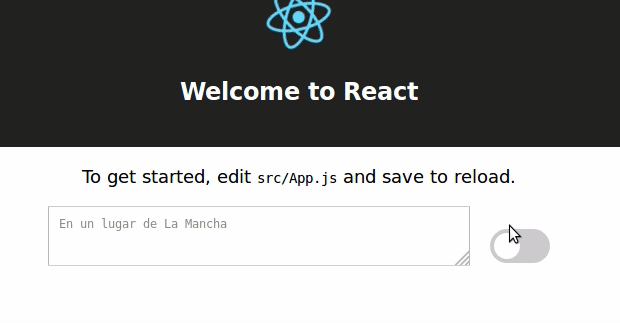 Welcome to React
To get started, edit src/App.js and save to reload.
En un lugar de La Mancha